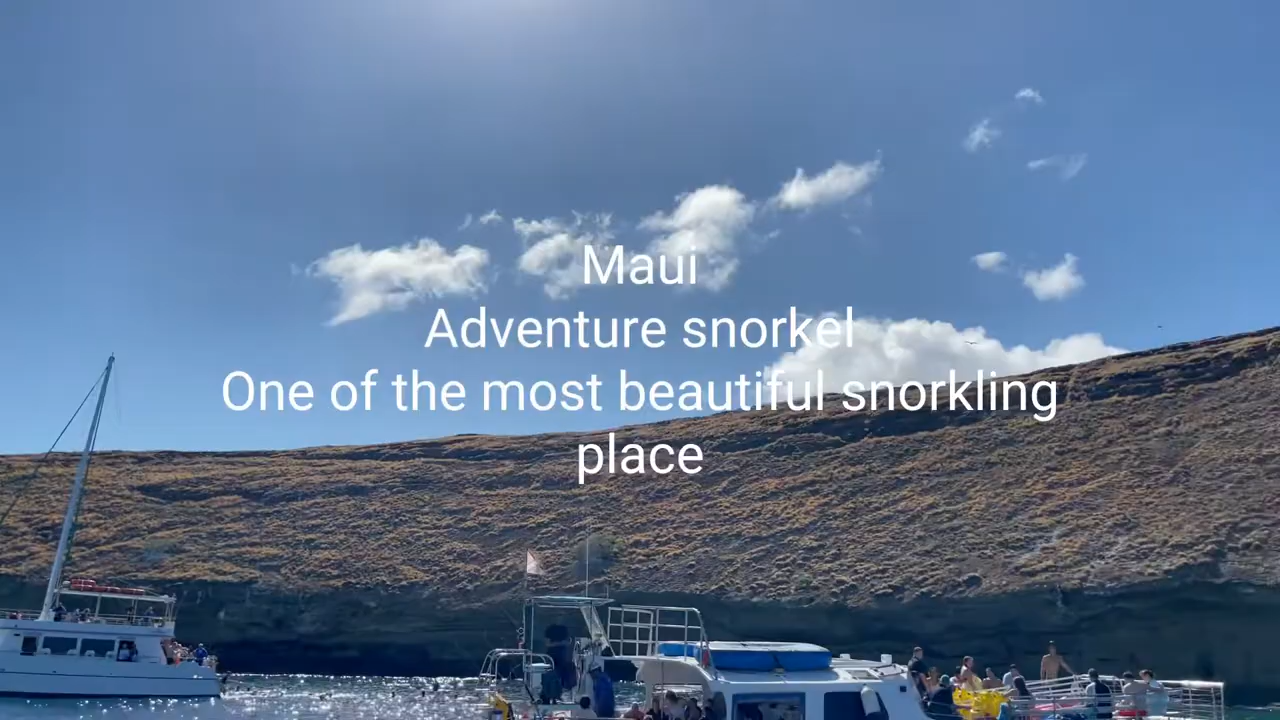 Maui
Adventure snorkel
One of the most beautiful snorkling
place